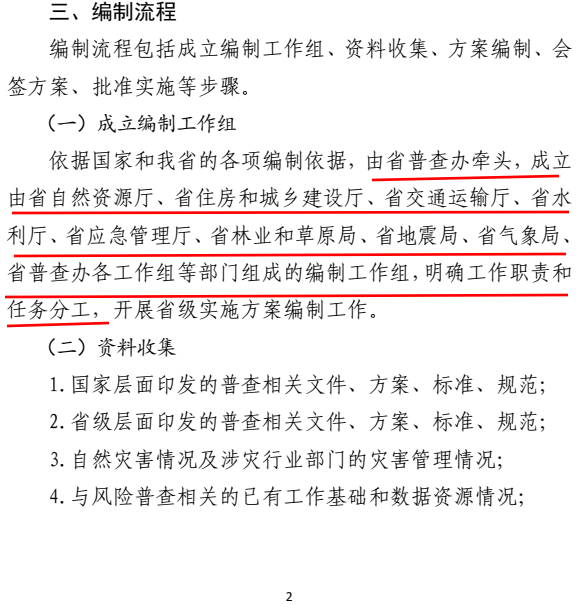 三、编制流程
编制流程包括成立编制工作组、资料收集、方案编制、会
签方案、批准实施等步骤。
（一）成立编制工作组
依据国家和我省的各项编制依据，由省普查办牵头，成立
由省自然资源厅、省住房和城乡建设厅、省交通运输厅、省水
利厅、省应急管理厅、省林业和草原局、省地震局、省气象局、
省普查办各工作组等部门组成的编制工作组，明确工作职责和
任务分工，开展省级实施方案编制工作。
（二）资料收集
1.国家层面印发的普查相关文件、方案、标准、规范；
2.省级层面印发的普查相关文件、方案、标准、规范；
3.自然灾害情况及涉灾行业部门的灾害管理情况；
4.与风险普查相关的已有工作基础和数据资源情况；
2